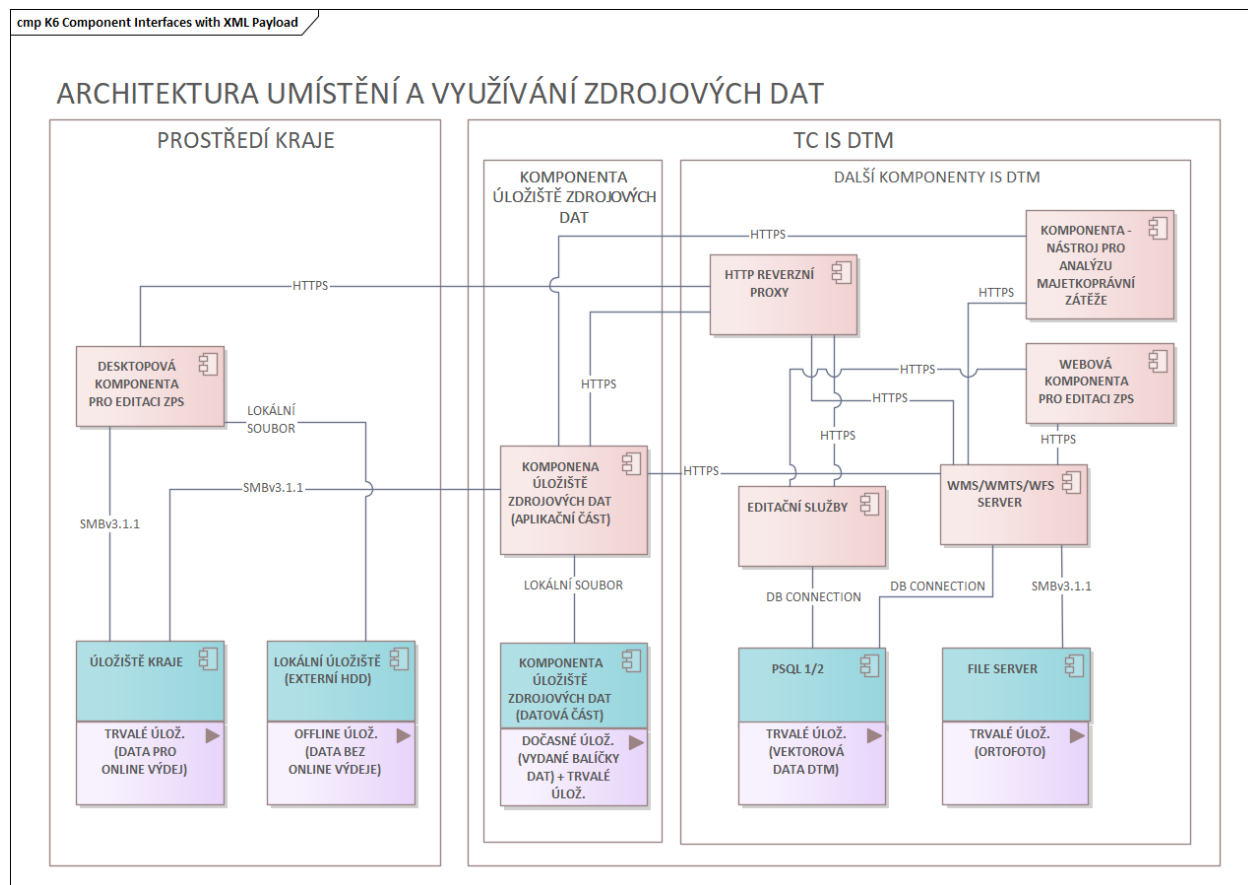 cmp K6 Component Interfaces with XML Payload
ARCHITEKTURA UMÍSTĚNÍ A VYUŽÍVÁNÍ ZDROJOVÝCH DAT
PROSTŘEDÍ KRAJE
TC IS DTM
KOMPONENTA
ÚLOŽIŠTĚ ZDROJOVÝCH
DAT
DALŠÍ KOMPONENTY IS DTM
KOMPONENTA -
NÁSTROJ PRO
ANALÝZU
MAJETKOPRÁVNÍ
ZÁTĚŽE
HTTPS
HTTP REVERZNÍ
PROXY
HTTPS
HTTPS
DESKTOPOVÁ
KOMPONENTA
PRO EDITACI ZPS
WEBOVÁ
KOMPONENTA
PRO EDITACI ZPS
HTTPS
HTTPS
HTTPS
LOKÁLNÍ
SOUBOR
HTTPS
HTTPS
KOMPONENA
ÚLOŽIŠTĚ
ZDROJOVÝCH DAT
(APLIKAČNÍ ČÁST)
HTTPS
WMS/WMTS/WFS
SERVER
SMBv3.1.1
EDITAČNÍ SLUŽBY
SMBv3.1.1
LOKÁLNÍ SOUBOR
DB CONNECTION
DB CONNECTION
SMBv3.1.1
ÚLOŽIŠTĚ KRAJE
LOKÁLNÍ ÚLOŽIŠTĚ
(EXTERNÍ HDD)
KOMPONENTA
ÚLOŽIŠTĚ
ZDROJOVÝCH DAT
(DATOVÁ ČÁST)
PSQL 1/2
FILE SERVER
TRVALÉ ÚLOŽ.
(DATA PRO
ONLINE VÝDEJ)
OFFLINE ÚLOŽ.
(DATA BEZ
ONLINE VÝDEJE)
DOČASNÉ ÚLOŽ.
(VYDANÉ BALÍČKY
DAT) + TRVALÉ
ÚLOŽ.
TRVALÉ ÚLOŽ.
(VEKTOROVÁ
DATA DTM)
TRVALÉ ÚLOŽ.
(ORTOFOTO)